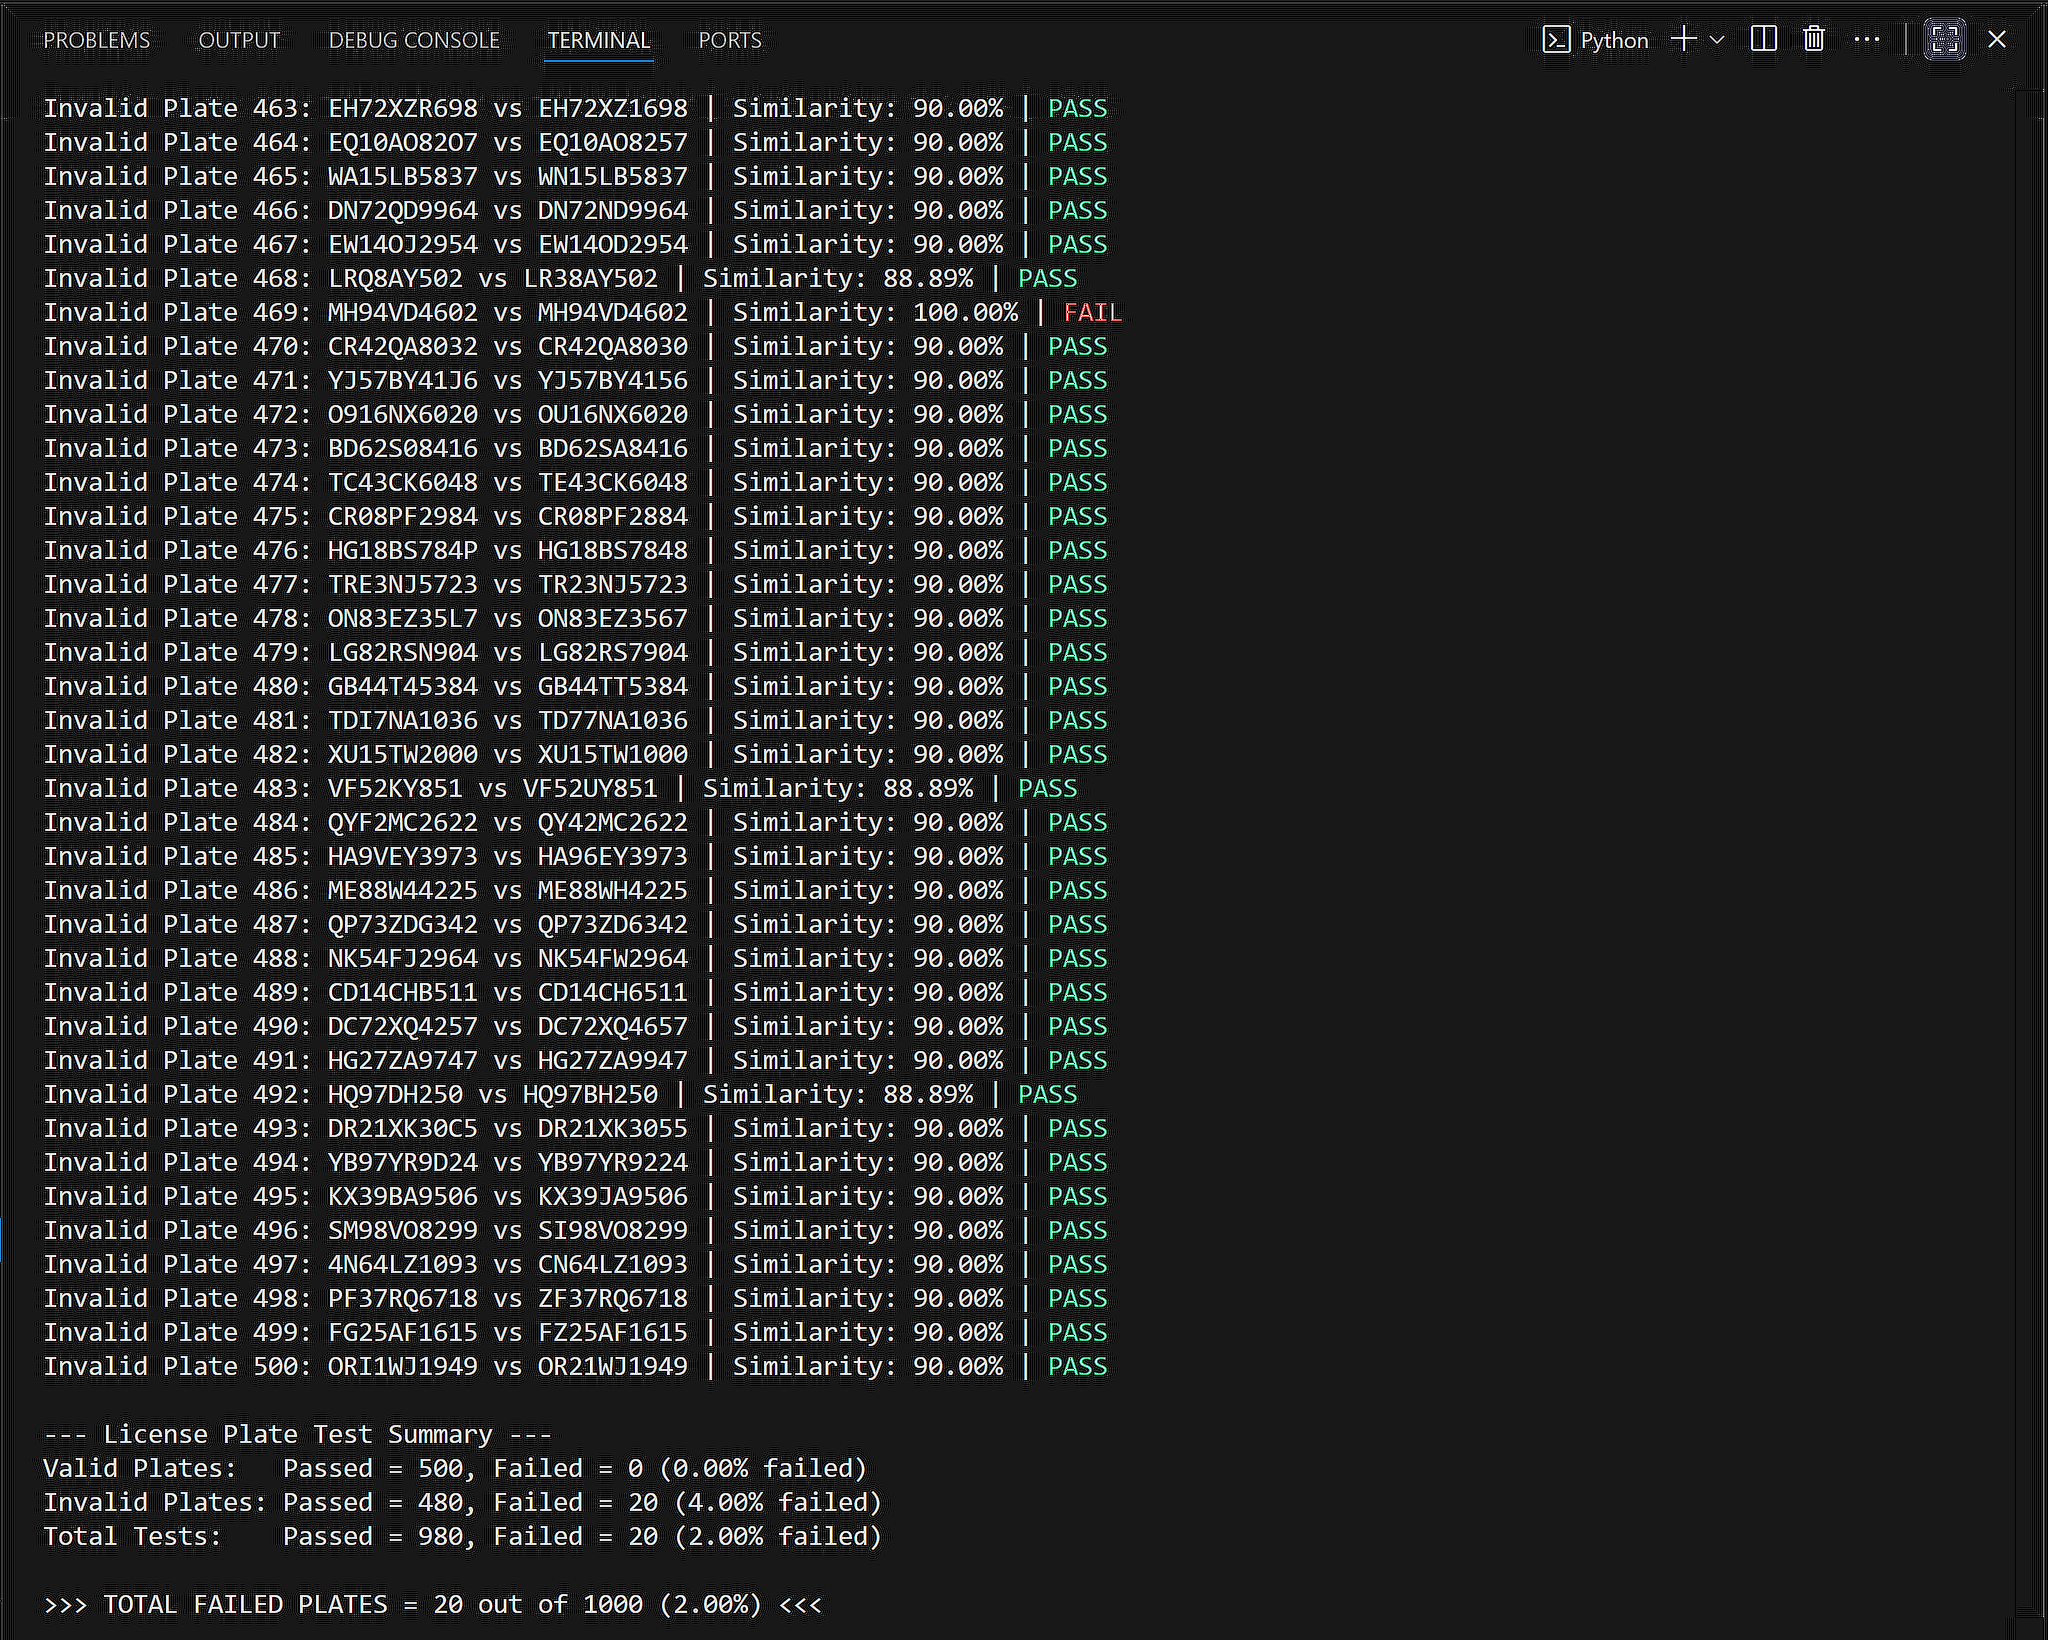 PROBLEMS OUTPUT DEBUG CONSOLE TERMINAL PORTS Python
Invalid Plate 463: EH72XZR698 vs EH72XZ1698 | Similarity: 90.00% | PASS
Invalid Plate 464: EQ10AO82O7 vs EQ10AO8257 | Similarity: 90.00% | PASS
Invalid Plate 465: WA15LB5837 vs WN15LB5837 | Similarity: 90.00% | PASS
Invalid Plate 466: DN72QD9964 vs DN72ND9964 | Similarity: 90.00% | PASS
Invalid Plate 467: EW14OJ2954 vs EW14OD2954 | Similarity: 90.00% | PASS
Invalid Plate 468: LRQ8AY502 vs LR38AY502 | Similarity: 88.89% | PASS
Invalid Plate 469: MH94VD4602 vs MH94VD4602 | Similarity: 100.00% | FAIL
Invalid Plate 470: CR42QA8032 vs CR42QA8030 | Similarity: 90.00% | PASS
Invalid Plate 471: YJ57BY41J6 vs YJ57BY4156 | Similarity: 90.00% | PASS
Invalid Plate 472: O916NX6020 vs OU16NX6020 | Similarity: 90.00% | PASS
Invalid Plate 473: BD62S08416 vs BD62SA8416 | Similarity: 90.00% | PASS
Invalid Plate 474: TC43CK6048 vs TE43CK6048 | Similarity: 90.00% | PASS
Invalid Plate 475: CR08PF2984 vs CR08PF2884 | Similarity: 90.00% | PASS
Invalid Plate 476: HG18BS784P vs HG18BS7848 | Similarity: 90.00% | PASS
Invalid Plate 477: TRE3NJ5723 vs TR23NJ5723 | Similarity: 90.00% | PASS
Invalid Plate 478: ON83EZ35L7 vs ON83EZ3567 | Similarity: 90.00% | PASS
Invalid Plate 479: LG82RSN904 vs LG82RS7904 | Similarity: 90.00% | PASS
Invalid Plate 480: GB44T45384 vs GB44TT5384 | Similarity: 90.00% | PASS
Invalid Plate 481: TDI7NA1036 vs TD77NA1036 | Similarity: 90.00% | PASS
Invalid Plate 482: XU15TW2000 vs XU15TW1000 | Similarity: 90.00% | PASS
Invalid Plate 483: VF52KY851 vs VF52UY851 | Similarity: 88.89% | PASS
Invalid Plate 484: QYF2MC2622 vs QY42MC2622 | Similarity: 90.00% | PASS
Invalid Plate 485: HA9VEY3973 vs HA96EY3973 | Similarity: 90.00% | PASS
Invalid Plate 486: ME88W44225 vs ME88WH4225 | Similarity: 90.00% | PASS
Invalid Plate 487: QP73ZDG342 vs QP73ZD6342 | Similarity: 90.00% | PASS
Invalid Plate 488: NK54FJ2964 vs NK54FW2964 | Similarity: 90.00% | PASS
Invalid Plate 489: CD14CHB511 vs CD14CH6511 | Similarity: 90.00% | PASS
Invalid Plate 490: DC72XQ4257 vs DC72XQ4657 | Similarity: 90.00% | PASS
Invalid Plate 491: HG27ZA9747 vs HG27ZA9947 | Similarity: 90.00% | PASS
Invalid Plate 492: HQ97DH250 vs HQ97BH250 | Similarity: 88.89% | PASS
Invalid Plate 493: DR21XK30C5 vs DR21XK3055 | Similarity: 90.00% | PASS
Invalid Plate 494: YB97YR9D24 vs YB97YR9224 | Similarity: 90.00% | PASS
Invalid Plate 495: KX39BA9506 vs KX39JA9506 | Similarity: 90.00% | PASS
Invalid Plate 496: SM98VO8299 vs SI98VO8299 | Similarity: 90.00% | PASS
Invalid Plate 497: 4N64LZ1093 vs CN64LZ1093 | Similarity: 90.00% | PASS
Invalid Plate 498: PF37RQ6718 vs ZF37RQ6718 | Similarity: 90.00% | PASS
Invalid Plate 499: FG25AF1615 vs FZ25AF1615 | Similarity: 90.00% | PASS
Invalid Plate 500: ORI1WJ1949 vs OR21WJ1949 | Similarity: 90.00% | PASS
--- License Plate Test Summary ---
Valid Plates:   Passed = 500, Failed = 0 (0.00% failed)
Invalid Plates: Passed = 480, Failed = 20 (4.00% failed)
Total Tests:    Passed = 980, Failed = 20 (2.00% failed)
>>> TOTAL FAILED PLATES = 20 out of 1000 (2.00%) <<<